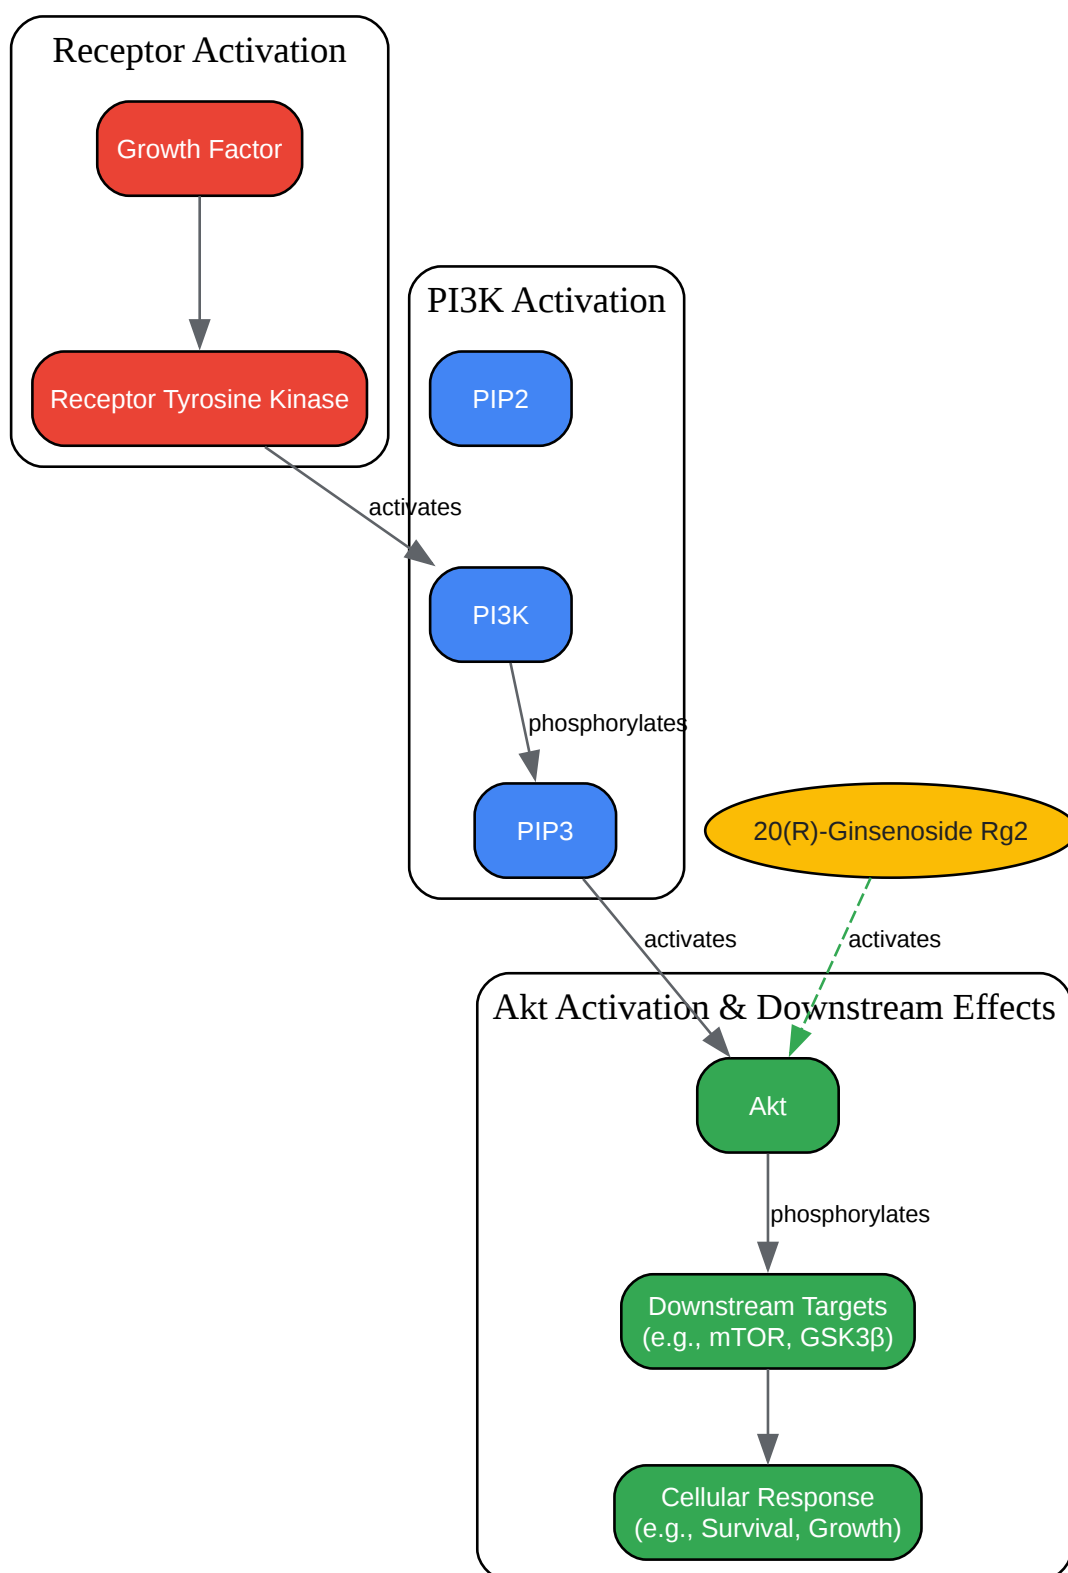 Receptor Activation
Growth Factor
Receptor Tyrosine Kinase
activates
PI3K Activation
PIP2
PI3K
phosphorylates
PIP3
20(R)-Ginsenoside Rg2
activates
activates
Akt Activation & Downstream Effects
Akt
phosphorylates
Downstream Targets
(e.g., mTOR, GSK3β)
Cellular Response
(e.g., Survival, Growth)